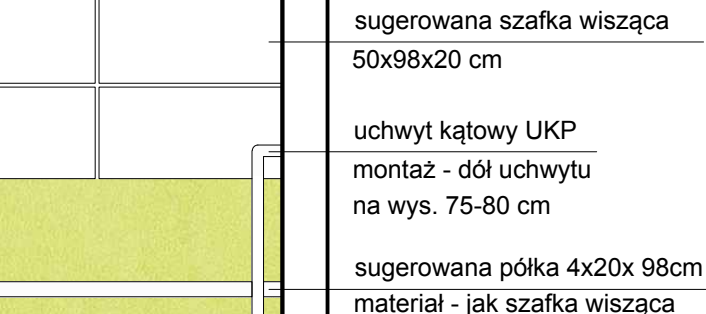 sugerowana szafka wisząca
50x98x20 cm
uchwyt kątowy UKP
montaż - dół uchwytu
na wys. 75-80 cm
sugerowana półka 4x20x 98cm
materiał - jak szafka wisząca